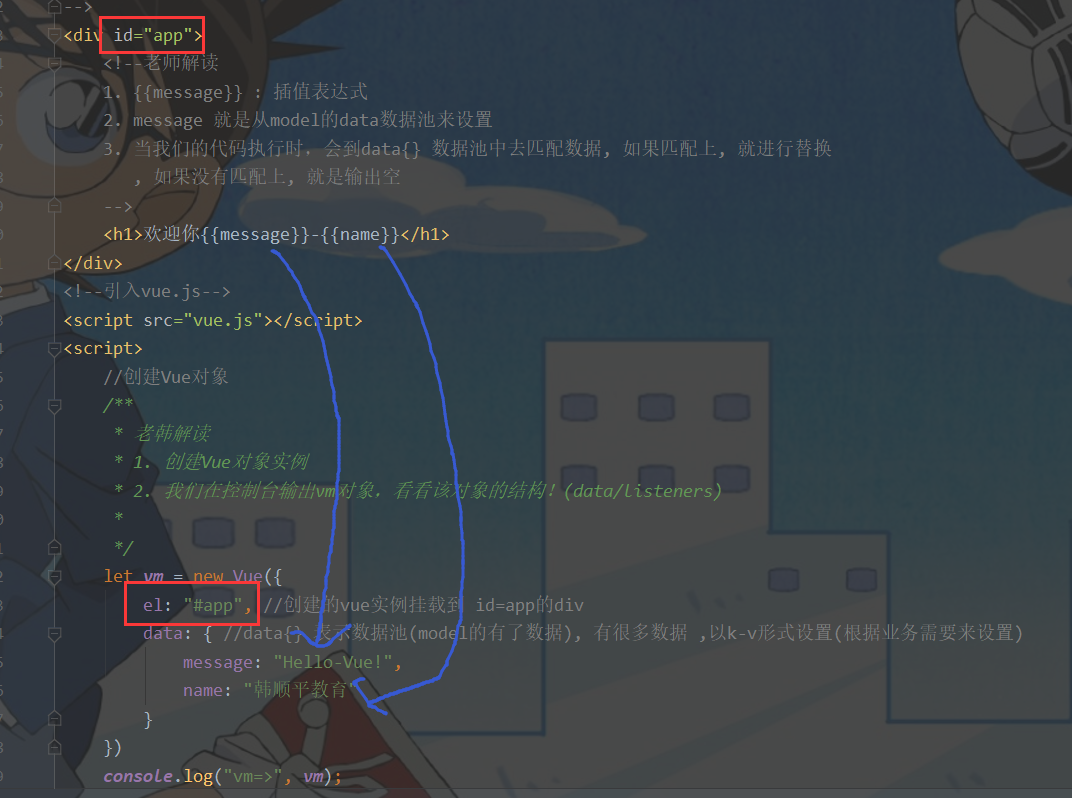 -->
<div id="app">
<!--老师解读
1. {{message}} : 插值表达式
2. message 就是从model的data数据池来设置
3. 当我们的代码执行时，会到data{} 数据池中去匹配数据, 如果匹配上, 就进行替换
, 如果没有匹配上, 就是输出空
-->
<h1>欢迎你{{message}}-{{name}}</h1>
</div>
<!--引入vue.js-->
<script src="vue.js"></script>
<script>
//创建Vue对象
/**
* 老韩解读
* 1. 创建Vue对象实例
* 2. 我们在控制台输出vm对象，看看该对象的结构!(data/listeners)
*
*/
let vm = new Vue({
el: "#app", //创建的vue实例挂载到 id=app的div
data: { //data{} 表示数据池(model的有了数据), 有很多数据 ,以k-v形式设置(根据业务需要来设置)
message: "Hello-Vue!",
name: "韩顺平教育"
}
})
console.log("vm=>", vm);